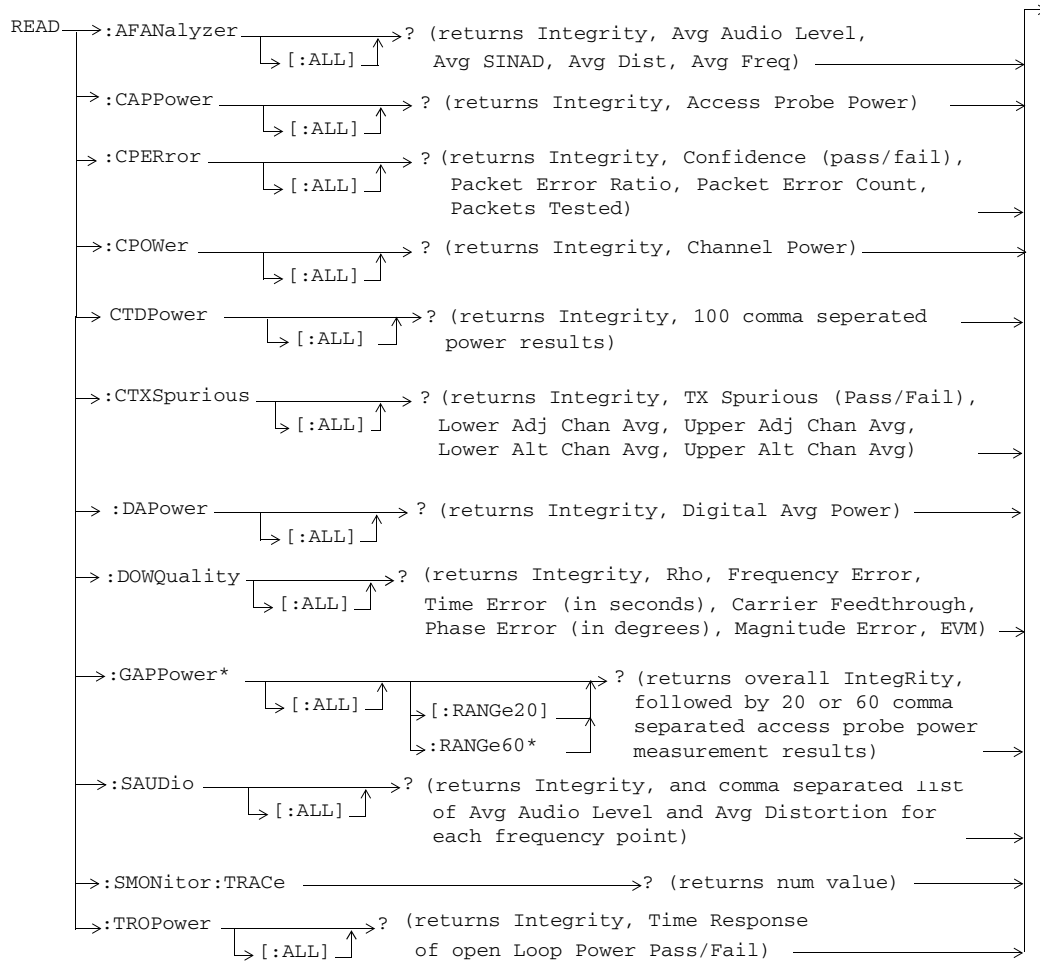 READ :AFANalyzer ? (returns Integrity, Avg Audio Level,
[:ALL] Avg SINAD, Avg Dist, Avg Freq)
:CAPPower ? (returns Integrity, Access Probe Power)
[:ALL]
:CPERror ? (returns Integrity, Confidence (pass/fail),
[:ALL] Packet Error Ratio, Packet Error Count,
Packets Tested)
:CPOWer ? (returns Integrity, Channel Power)
[:ALL]
CTDPower ? (returns Integrity, 100 comma seperated
[:ALL] power results)
:CTXSpurious ? (returns Integrity, TX Spurious (Pass/Fail),
[:ALL] Lower Adj Chan Avg, Upper Adj Chan Avg,
Lower Alt Chan Avg, Upper Alt Chan Avg)
:DAPower ? (returns Integrity, Digital Avg Power)
[:ALL]
:DOWQuality ? (returns Integrity, Rho, Frequency Error,
[:ALL] Time Error (in seconds), Carrier Feedthrough,
Phase Error (in degrees), Magnitude Error, EVM)
:GAPPower* ? (returns overall IntegRity,
[:ALL] [:RANGe20] followed by 20 or 60 comma
separated access probe power
:RANGe60* measurement results)
:SAUDio ? (returns Integrity, and comma separated list
[:ALL] of Avg Audio Level and Avg Distortion for
each frequency point)
:SMONitor:TRACe ? (returns num value)
:TROPower ? (returns Integrity, Time Response
[:ALL] of open Loop Power Pass/Fail)